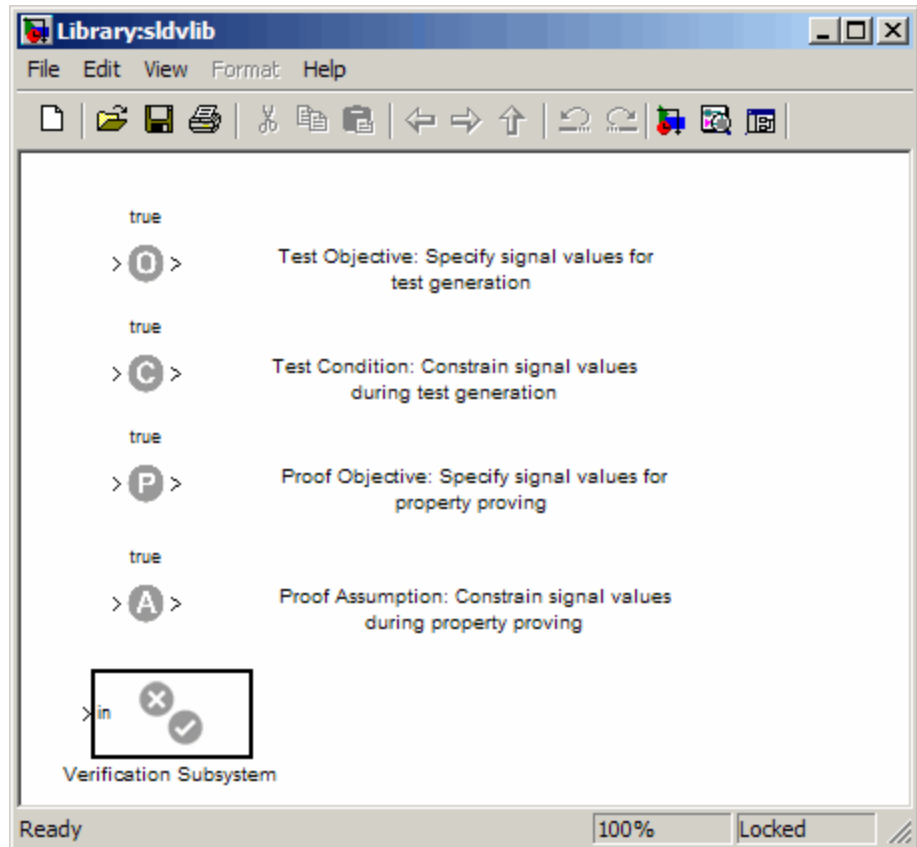 Library:sldvlib
File Edit View Format Help
true
O
Test Objective: Specify signal values for
test generation
true
C
Test Condition: Constrain signal values
during test generation
true
P
Proof Objective: Specify signal values for
property proving
true
A
Proof Assumption: Constrain signal values
during property proving
in
Verification Subsystem
Ready 100% Locked